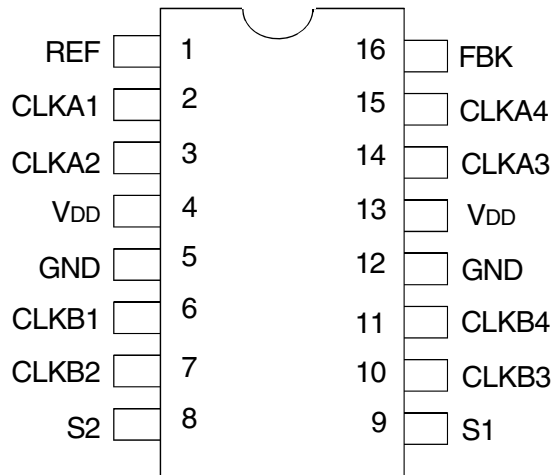 REF 1 16 FBK
CLKA1 2 15 CLKA4
CLKA2 3 14 CLKA3
VDD 4 13 VDD
GND 5 12 GND
CLKB1 6 11 CLKB4
CLKB2 7 10 CLKB3
S2 8 9 S1